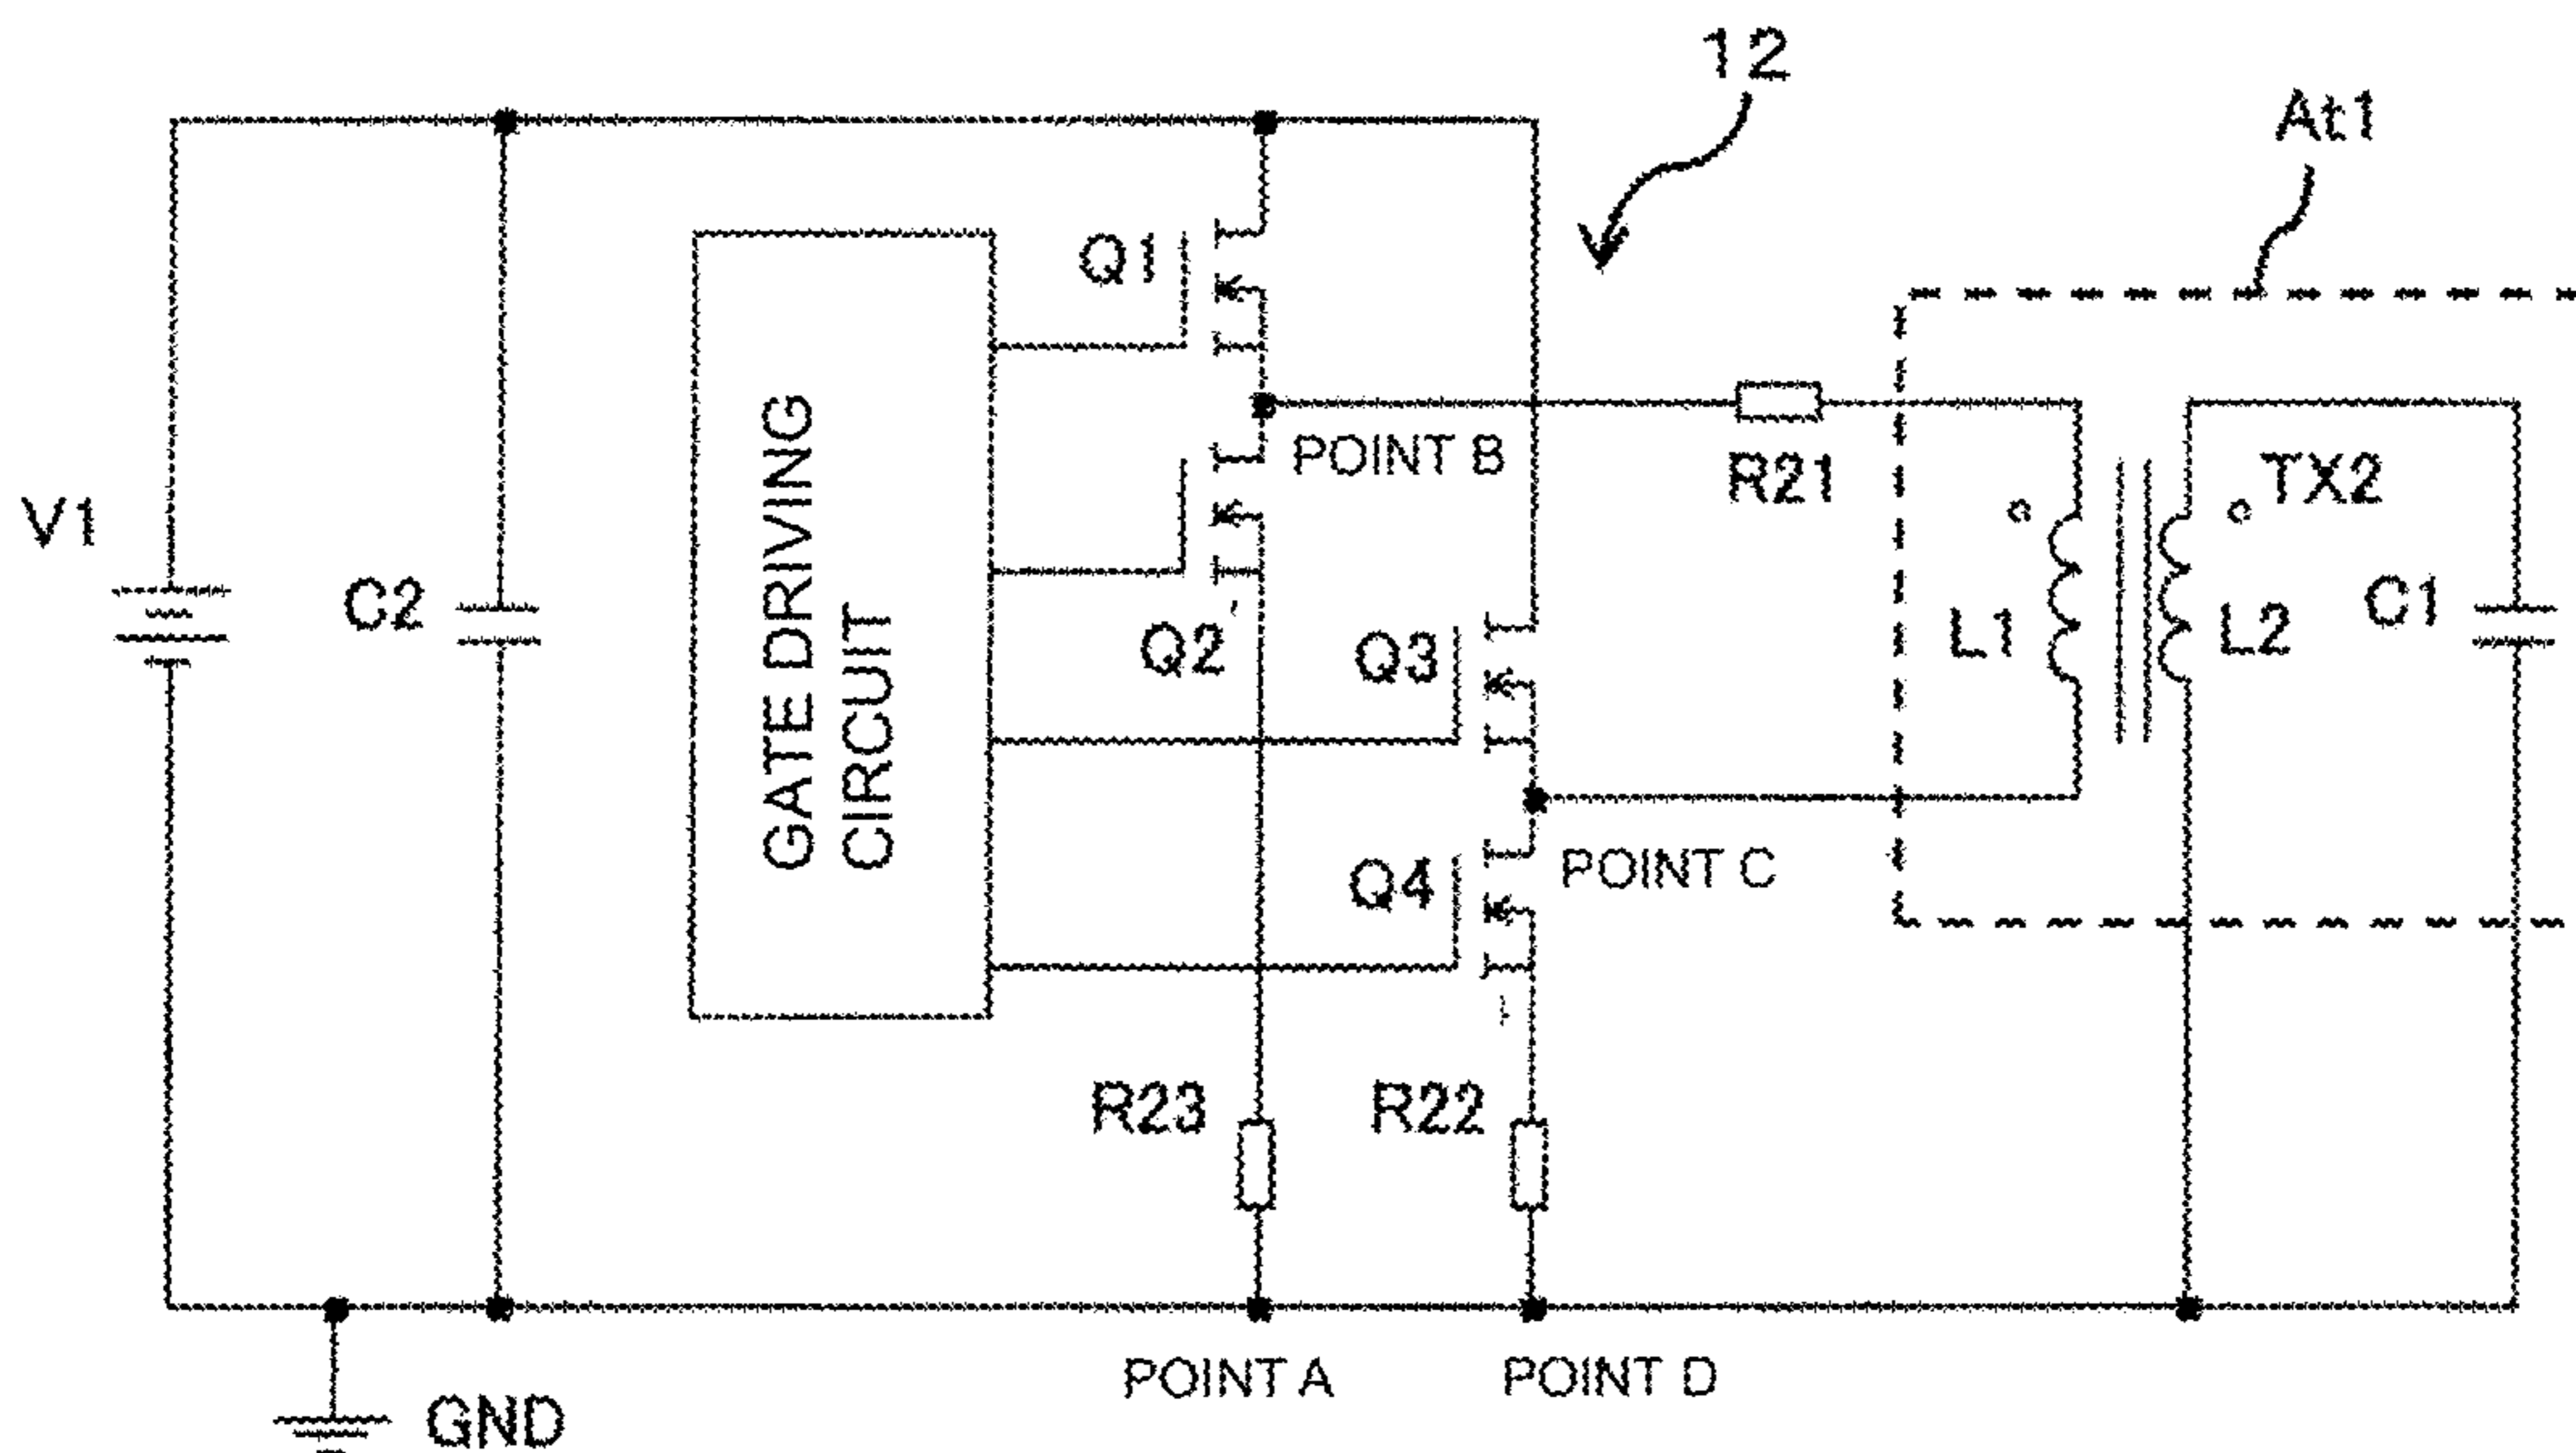 12
At1
Q1
POINT B
R21
TX2
V1
C2
GATE DRIVING
CIRCUIT
Q2
Q3
L1
L2
C1
POINT C
Q4
R23
R22
POINT A
POINT D
GND